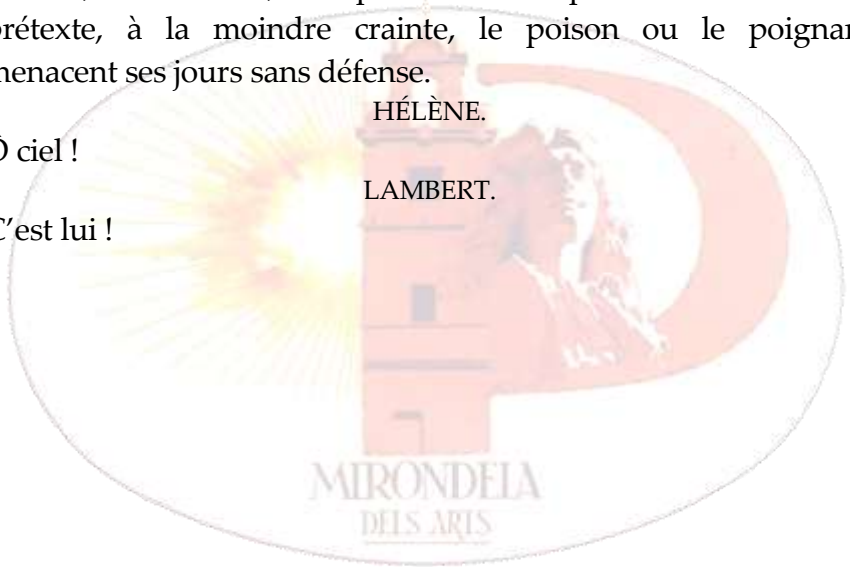 prétexte, à la moindre crainte, le poison ou le poignar
menacent ses jours sans défense.
HÉLÈNE.
Ô ciel !
LAMBERT.
C’est lui !
MIRONDELA
DELS ARTS